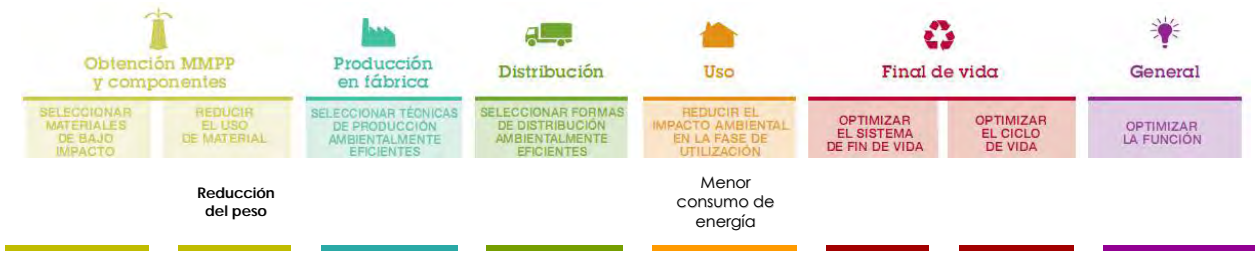 Obtención MMPP
y componentes
Producción
en fábrica
Distribución
Uso
Final de vida
General
SELECCIONAR
MATERIALES
DE BAJO
IMPACTO
REDUCIR
EL USO
DE MATERIAL
SELECCIONAR TÉCNICAS
DE PRODUCCIÓN
AMBIENTALMENTE
EFICIENTES
SELECCIONAR FORMAS
DE DISTRIBUCIÓN
AMBIENTALMENTE
EFICIENTES
REDUCIR EL
IMPACTO AMBIENTAL
EN LA FASE DE
UTILIZACIÓN
OPTIMIZAR
EL SISTEMA
DE FIN DE VIDA
OPTIMIZAR
EL CICLO
DE VIDA
OPTIMIZAR
LA FUNCIÓN
Reducción
del peso
Menor
consumo de
energía